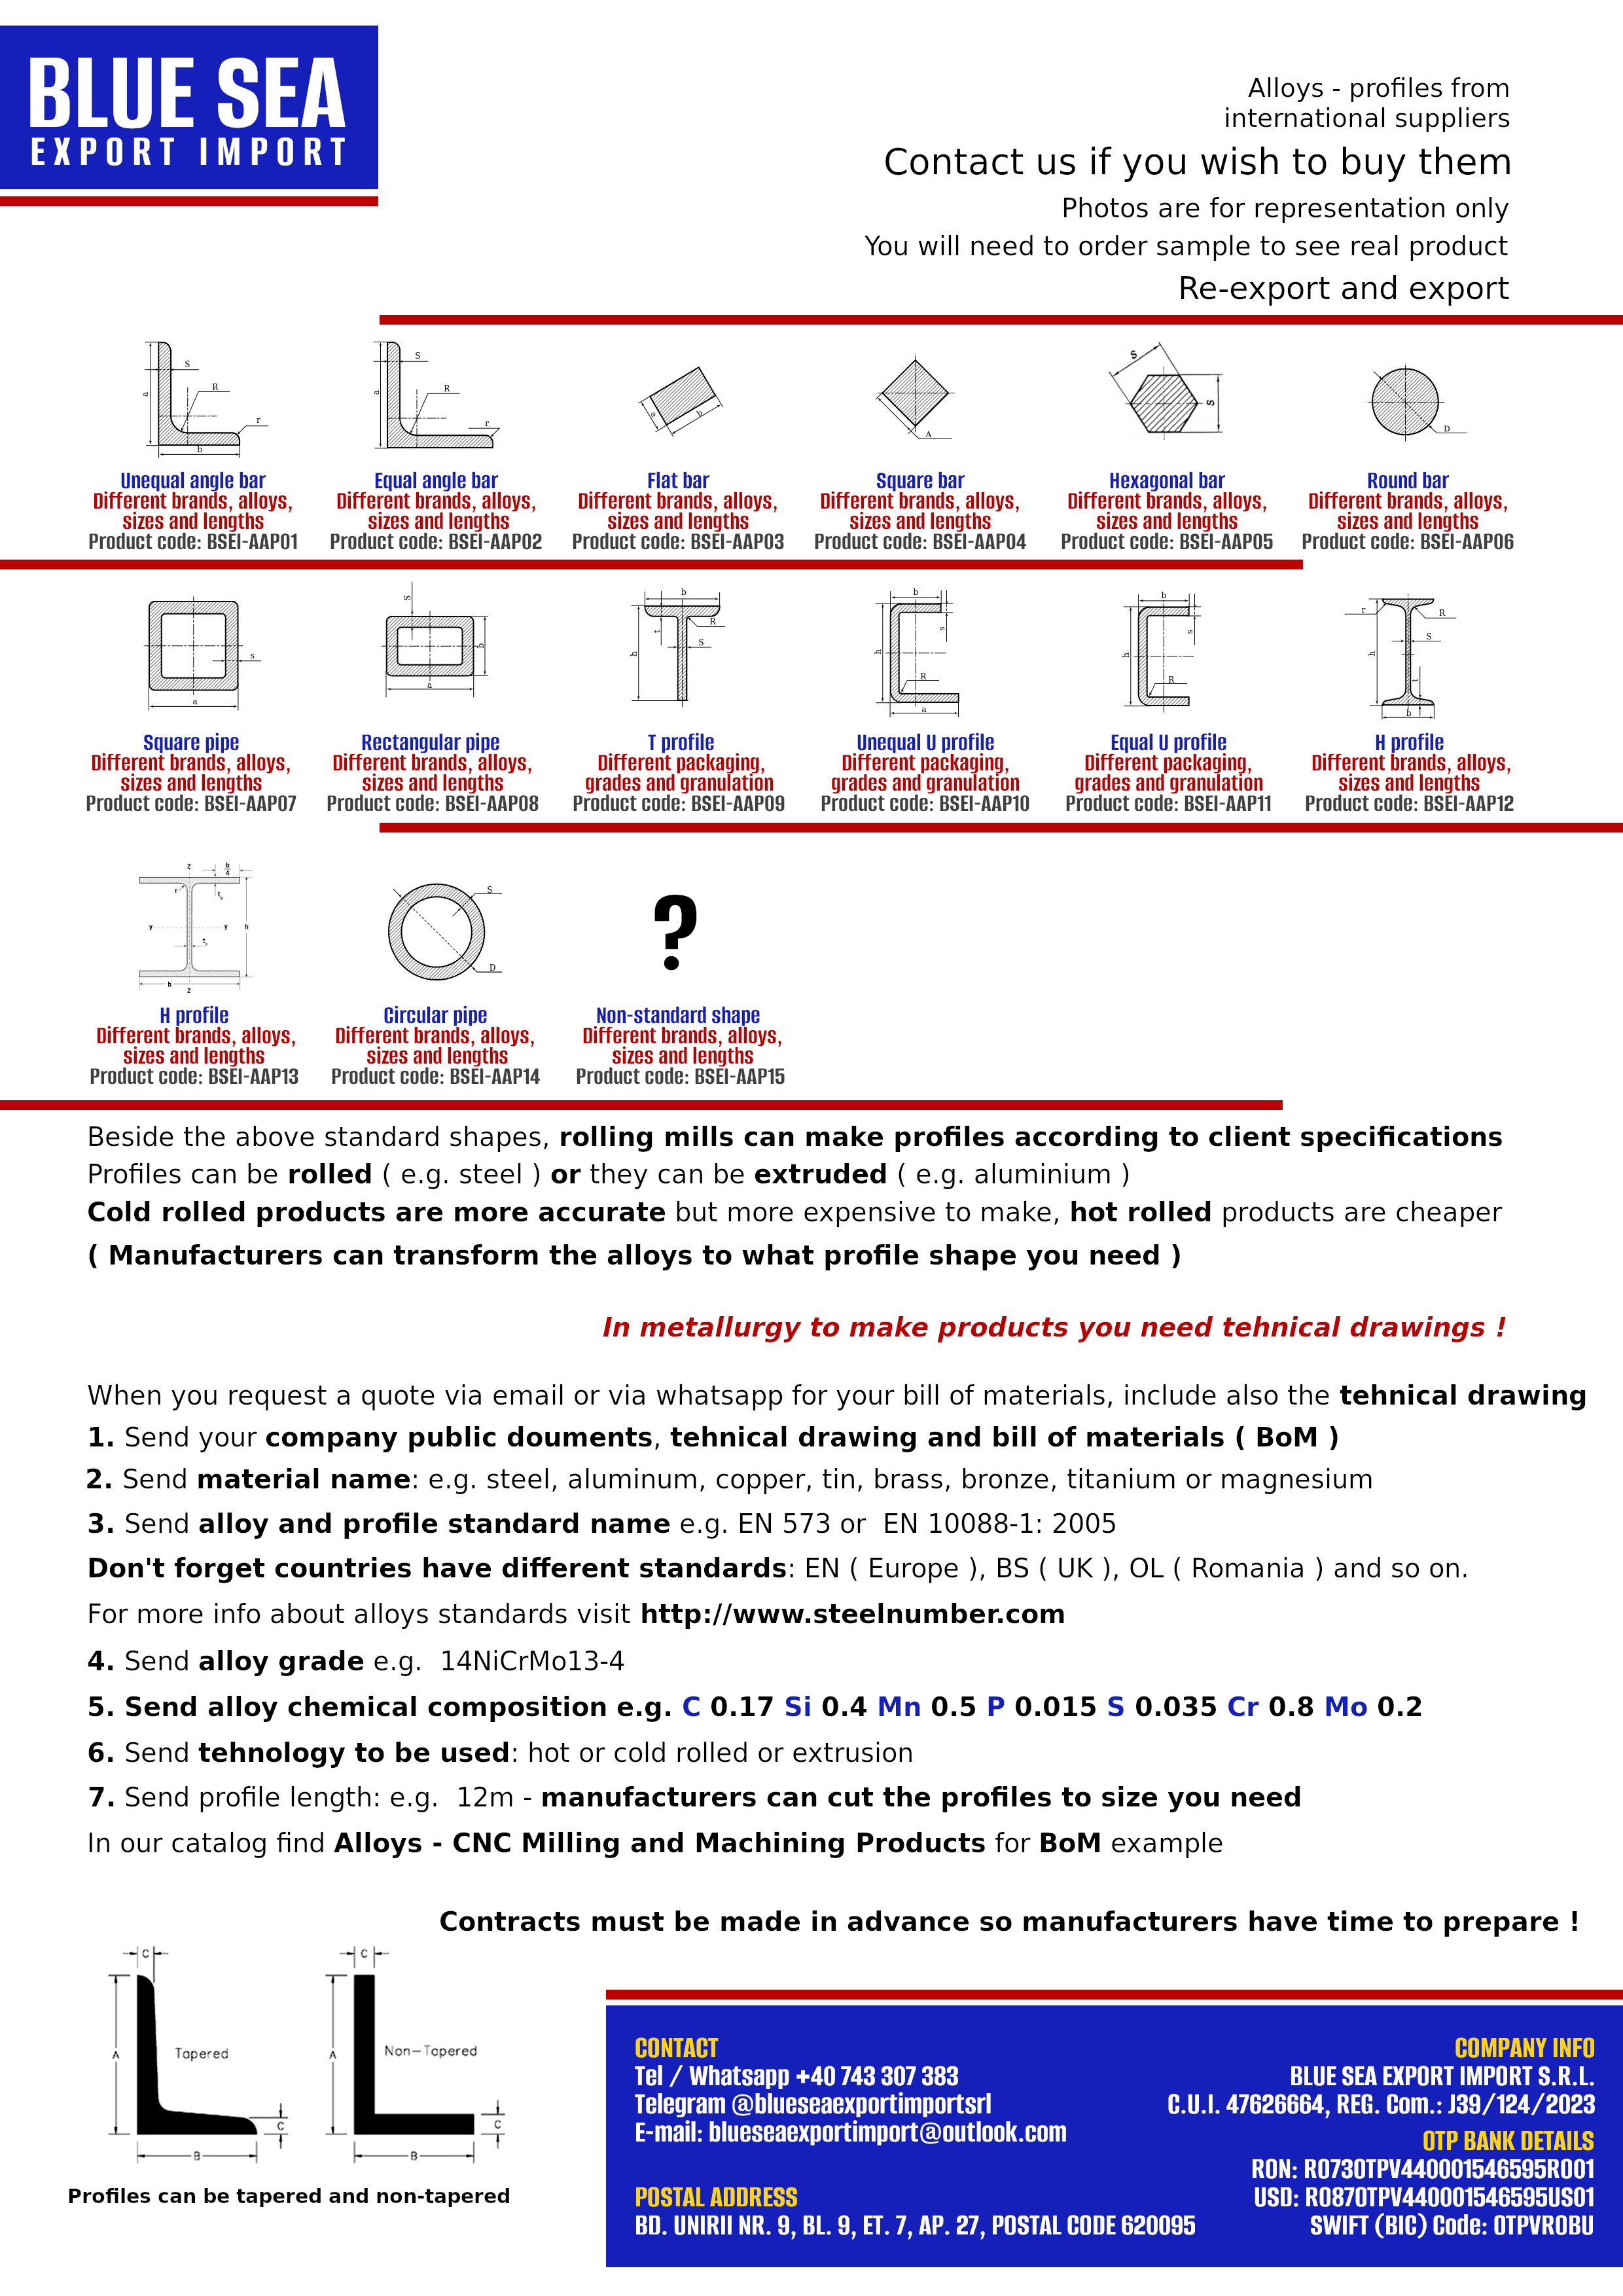 BLUE SEA
EXPORT IMPORT
Alloys - profiles from
international suppliers
Contact us if you wish to buy them
Photos are for representation only
You will need to order sample to see real product
Re-export and export
a
S
R
r
b
a
S
R
r
a
b
A
S
S
D
Unequal angle bar
Different brands, alloys,
sizes and lengths
Product code: BSEI-AAP01
Equal angle bar
Different brands, alloys,
sizes and lengths
Product code: BSEI-AAP02
Flat bar
Different brands, alloys,
sizes and lengths
Product code: BSEI-AAP03
Square bar
Different brands, alloys,
sizes and lengths
Product code: BSEI-AAP04
Hexagonal bar
Different brands, alloys,
sizes and lengths
Product code: BSEI-AAP05
Round bar
Different brands, alloys,
sizes and lengths
Product code: BSEI-AAP06
s
a
S
b
a
b
t
R
S
h
b
s
h
R
a
b
s
h
R
r
R
S
h
t
b
Square pipe
Different brands, alloys,
sizes and lengths
Product code: BSEI-AAP07
Rectangular pipe
Different brands, alloys,
sizes and lengths
Product code: BSEI-AAP08
T profile
Different packaging,
grades and granulation
Product code: BSEI-AAP09
Unequal U profile
Different packaging,
grades and granulation
Product code: BSEI-AAP10
Equal U profile
Different packaging,
grades and granulation
Product code: BSEI-AAP11
H profile
Different brands, alloys,
sizes and lengths
Product code: BSEI-AAP12
z
b
4
r
t
y
y
h
t
b
z
S
D
?
H profile
Different brands, alloys,
sizes and lengths
Product code: BSEI-AAP13
Circular pipe
Different brands, alloys,
sizes and lengths
Product code: BSEI-AAP14
Non-standard shape
Different brands, alloys,
sizes and lengths
Product code: BSEI-AAP15
Beside the above standard shapes, rolling mills can make profiles according to client specifications
Profiles can be rolled ( e.g. steel ) or they can be extruded ( e.g. aluminium )
Cold rolled products are more accurate but more expensive to make, hot rolled products are cheaper
( Manufacturers can transform the alloys to what profile shape you need )
In metallurgy to make products you need tehnical drawings !
When you request a quote via email or via whatsapp for your bill of materials, include also the tehnical drawing
1. Send your company public douments, tehnical drawing and bill of materials ( BoM )
2. Send material name: e.g. steel, aluminum, copper, tin, brass, bronze, titanium or magnesium
3. Send alloy and profile standard name e.g. EN 573 or EN 10088-1: 2005
Don't forget countries have different standards: EN ( Europe ), BS ( UK ), OL ( Romania ) and so on.
For more info about alloys standards visit http://www.steelnumber.com
4. Send alloy grade e.g. 14NiCrMo13-4
5. Send alloy chemical composition e.g. C 0.17 Si 0.4 Mn 0.5 P 0.015 S 0.035 Cr 0.8 Mo 0.2
6. Send tehnology to be used: hot or cold rolled or extrusion
7. Send profile length: e.g. 12m - manufacturers can cut the profiles to size you need
In our catalog find Alloys - CNC Milling and Machining Products for BoM example
Contracts must be made in advance so manufacturers have time to prepare !
C
A
Tapered
C
B
C
A
Non-Tapered
C
B
Profiles can be tapered and non-tapered
CONTACT
Tel / Whatsapp +40 743 307 383
Telegram @blueseaexportimportsrl
E-mail: blueseaexportimport@outlook.com
POSTAL ADDRESS
BD. UNIRII NR. 9, BL. 9, ET. 7, AP. 27, POSTAL CODE 620095
COMPANY INFO
BLUE SEA EXPORT IMPORT S.R.L.
C.U.I. 47626664, REG. Com.: J39/124/2023
OTP BANK DETAILS
RON: RO73OTPV440001546595RO01
USD: RO87OTPV440001546595US01
SWIFT (BIC) Code: OTPVROBU